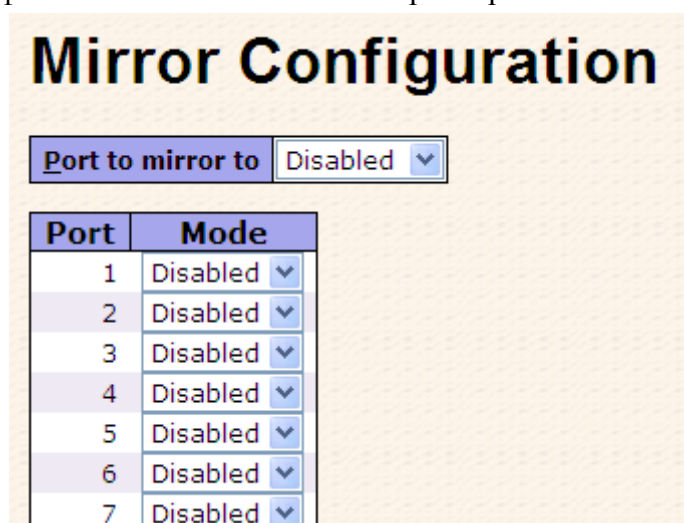 Mirror Configuration
Port to mirror to Disabled
Port Mode
1 Disabled
2 Disabled
3 Disabled
4 Disabled
5 Disabled
6 Disabled
7 Disabled